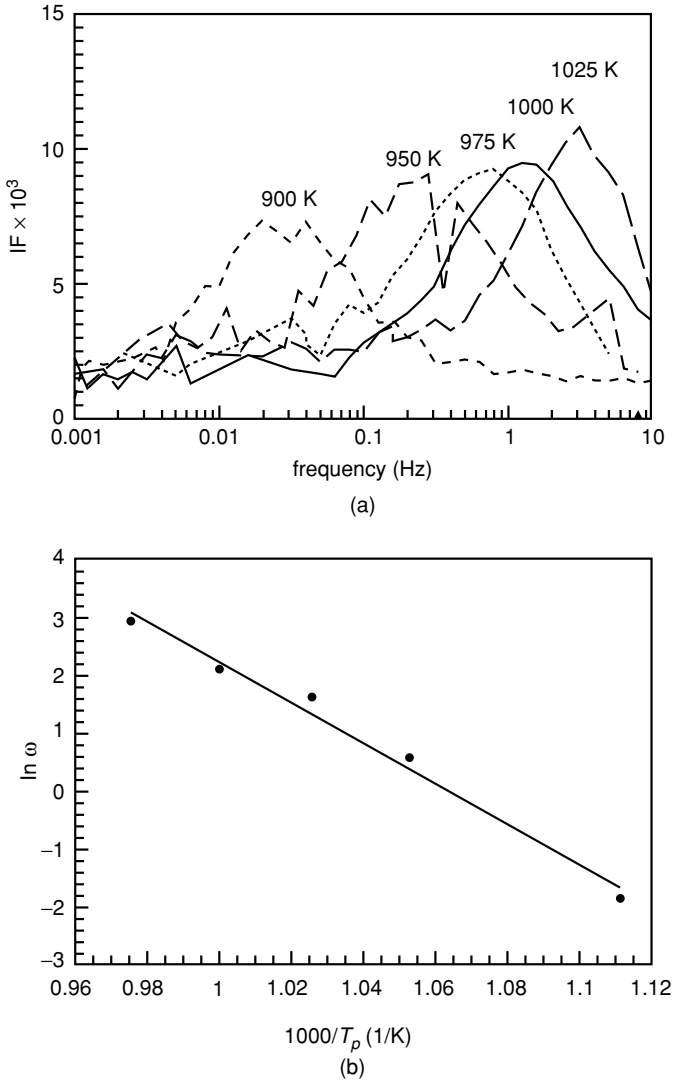 15
10
5
0
IF × 10³
1025 K
1000 K
975 K
950 K
900 K
0.001 0.01 0.1 1 10
frequency (Hz)
(a)
4
3
2
1
0
−1
−2
−3
ln ω
0.96 0.98 1 1.02 1.04 1.06 1.08 1.1 1.12
1000/Tₚ (1/K)
(b)